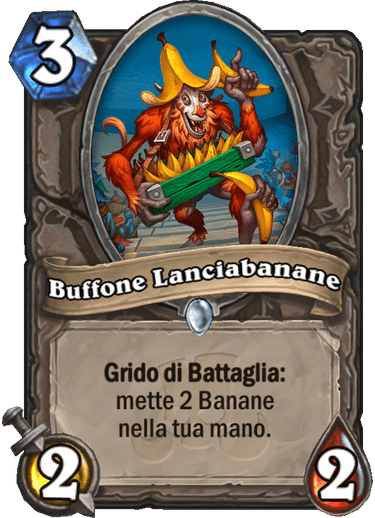 3
Buffone Lanciabanane
Grido di Battaglia:
mette 2 Banane
nella tua mano.
2 2